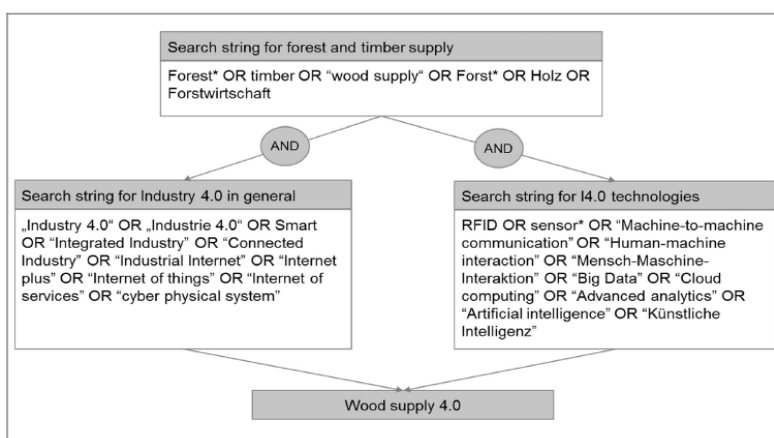 Search string for forest and timber supply
Forest* OR timber OR “wood supply“ OR Forst* OR Holz OR
Forstwirtschaft
AND
AND
Search string for Industry 4.0 in general
„Industry 4.0“ OR „Industrie 4.0“ OR Smart
OR “Integrated Industry” OR “Connected
Industry” OR “Industrial Internet” OR “Internet
plus” OR “Internet of things” OR “Internet of
services” OR “cyber physical system”
Search string for I4.0 technologies
RFID OR sensor* OR “Machine-to-machine
communication” OR “Human-machine
interaction” OR “Mensch-Maschine-
Interaktion” OR “Big Data” OR “Cloud
computing” OR “Advanced analytics” OR
“Artificial intelligence” OR “Künstliche
Intelligenz”
Wood supply 4.0